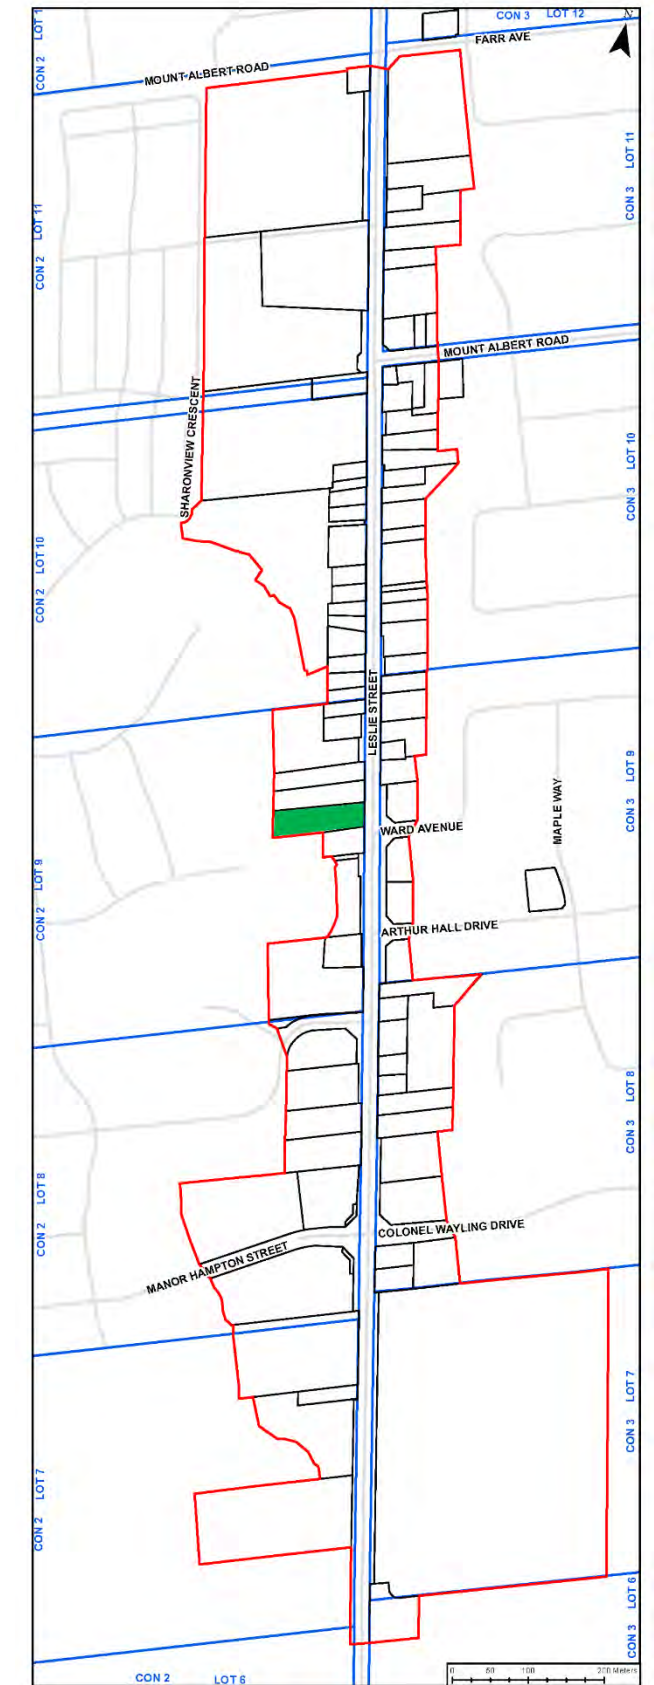 CON 3 LOT 12
N
FARR AVE
CON 2 LOT 1
MOUNT ALBERT ROAD
CON 3 LOT 11
CON 2 LOT 11
MOUNT ALBERT ROAD
SHARONVIEW CRESCENT
CON 3 LOT 10
CON 2 LOT 10
LESLIE STREET
CON 3 LOT 9
MAPLE WAY
WARD AVENUE
CON 2 LOT 9
ARTHUR HALL DRIVE
CON 3 LOT 8
CON 2 LOT 8
COLONEL WAYLING DRIVE
MANOR HAMPTON STREET
CON 3 LOT 7
CON 2 LOT 7
CON 3 LOT 6
0 50 100 200 Meters
CON 2 LOT 6